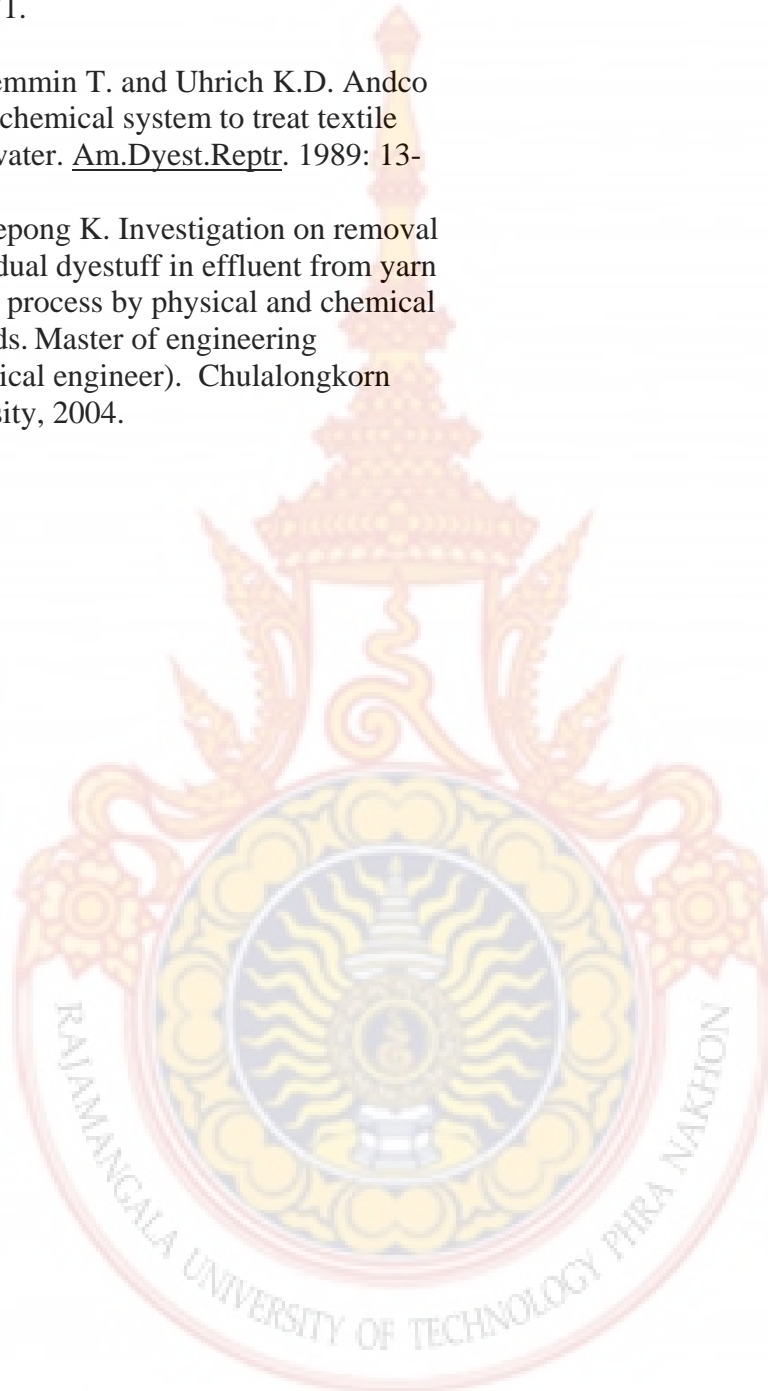 1.
emmin T. and Uhrich K.D. Andco
chemical system to treat textile
water. Am.Dyest.Reptr. 1989: 13-
epong K. Investigation on removal
dual dyestuff in effluent from yarn
process by physical and chemical
ds. Master of engineering
ical engineer).  Chulalongkorn
sity, 2004.
RAJAMANGALA UNIVERSITY OF TECHNOLOGY PHRA NAKHON